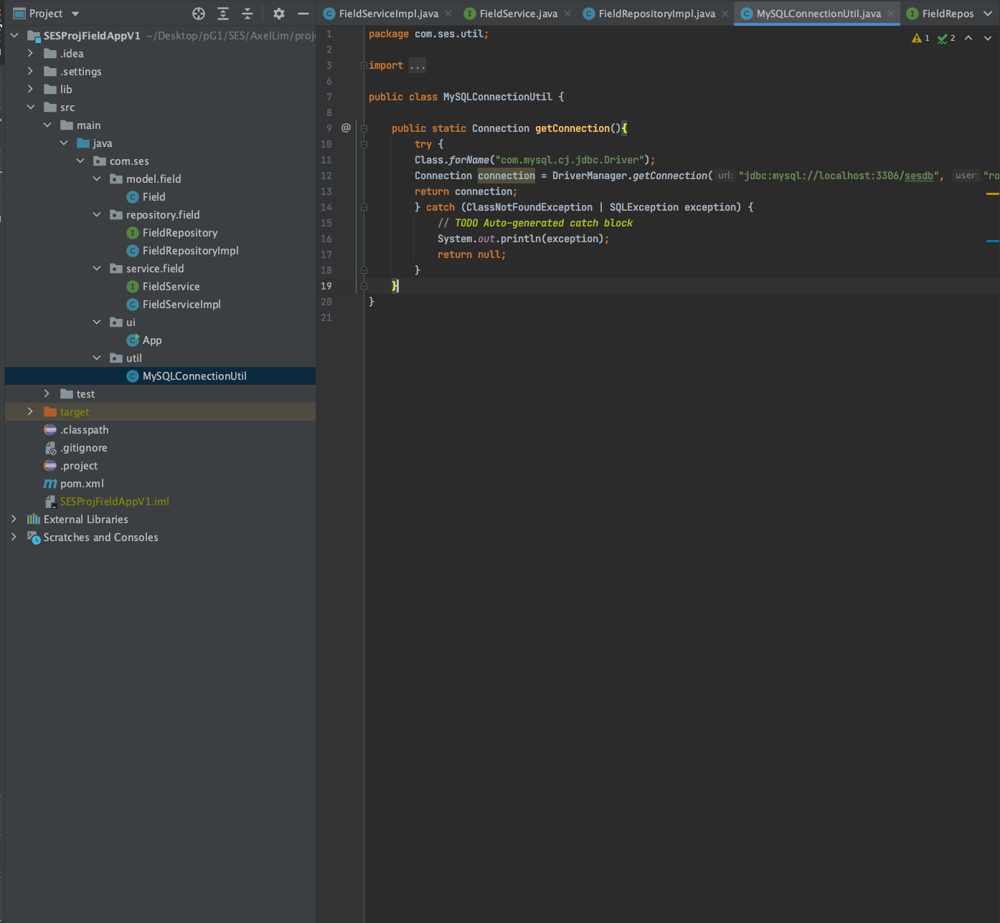 Project
SESProjFieldAppV1 ~/Desktop/pG1/SES/AxelLim/proj
.idea
.settings
lib
src
main
java
com.ses
model.field
Field
repository.field
FieldRepository
FieldRepositoryImpl
service.field
FieldService
FieldServiceImpl
ui
App
util
MySQLConnectionUtil
test
target
.classpath
.gitignore
.project
pom.xml
SESProjFieldAppV1.iml
External Libraries
Scratches and Consoles
FieldServiceImpl.java FieldService.java FieldRepositoryImpl.java MySQLConnectionUtil.java FieldRepos
1 2
1 package com.ses.util;
2
3 import ...
6
7 public class MySQLConnectionUtil {
8
9 @ public static Connection getConnection(){
10 try {
11 Class.forName("com.mysql.cj.jdbc.Driver");
12 Connection connection = DriverManager.getConnection( url: "jdbc:mysql://localhost:3306/sesdb", user: "ro
13 return connection;
14 } catch (ClassNotFoundException | SQLException exception) {
15 // TODO Auto-generated catch block
16 System.out.println(exception);
17 return null;
18 }
19 }
20 }
21